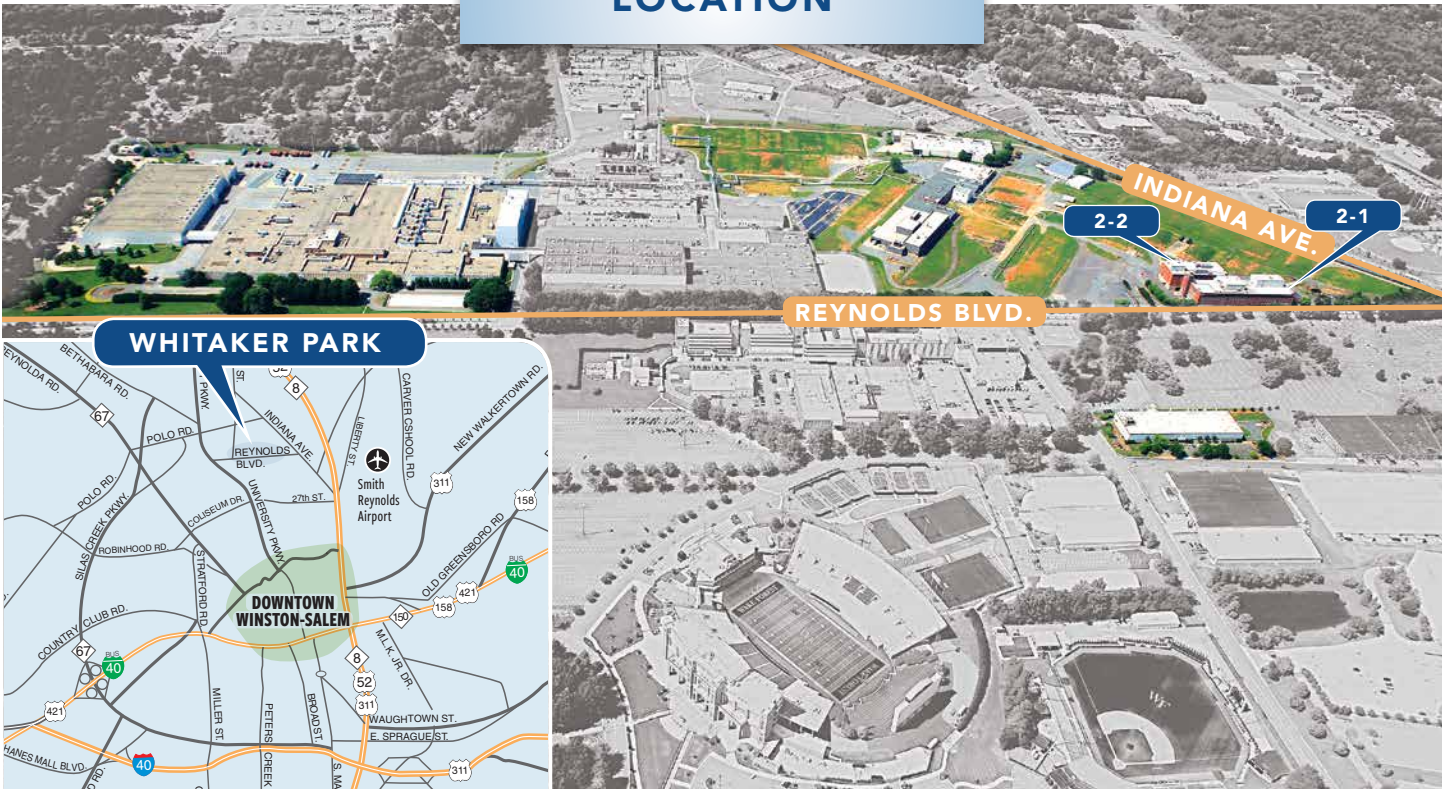 LOCATION
INDIANA AVE.
2-2
2-1
REYNOLDS BLVD.
WHITAKER PARK
REYNOLDA RD.
BETHABARA RD.
PKWY.
ST.
52
8
67
POLO RD.
INDIANA AVE.
LIBERTY ST.
CARVER CSHOOL RD.
NEW WALKERTOWN RD.
REYNOLDS
BLVD.
Smith
Reynolds
Airport
311
158
POLO RD.
SILAS CREEK PKWY.
COLISEUM DR.
27th ST.
UNIVERSITY PKWY.
ROBINHOOD RD.
STRATFORD RD.
OLD GREENSBORO RD
BUS
40
421
158
150
DOWNTOWN
WINSTON-SALEM
COUNTRY CLUB RD.
67
BUS
40
8
M.L.K. JR. DR.
52
311
421
MILLER ST.
PETERS CREEK
BROAD ST.
WAUGHTOWN ST.
E. SPRAGUE ST.
HANES MALL BLVD.
40
RD.
S. MA
311
WF